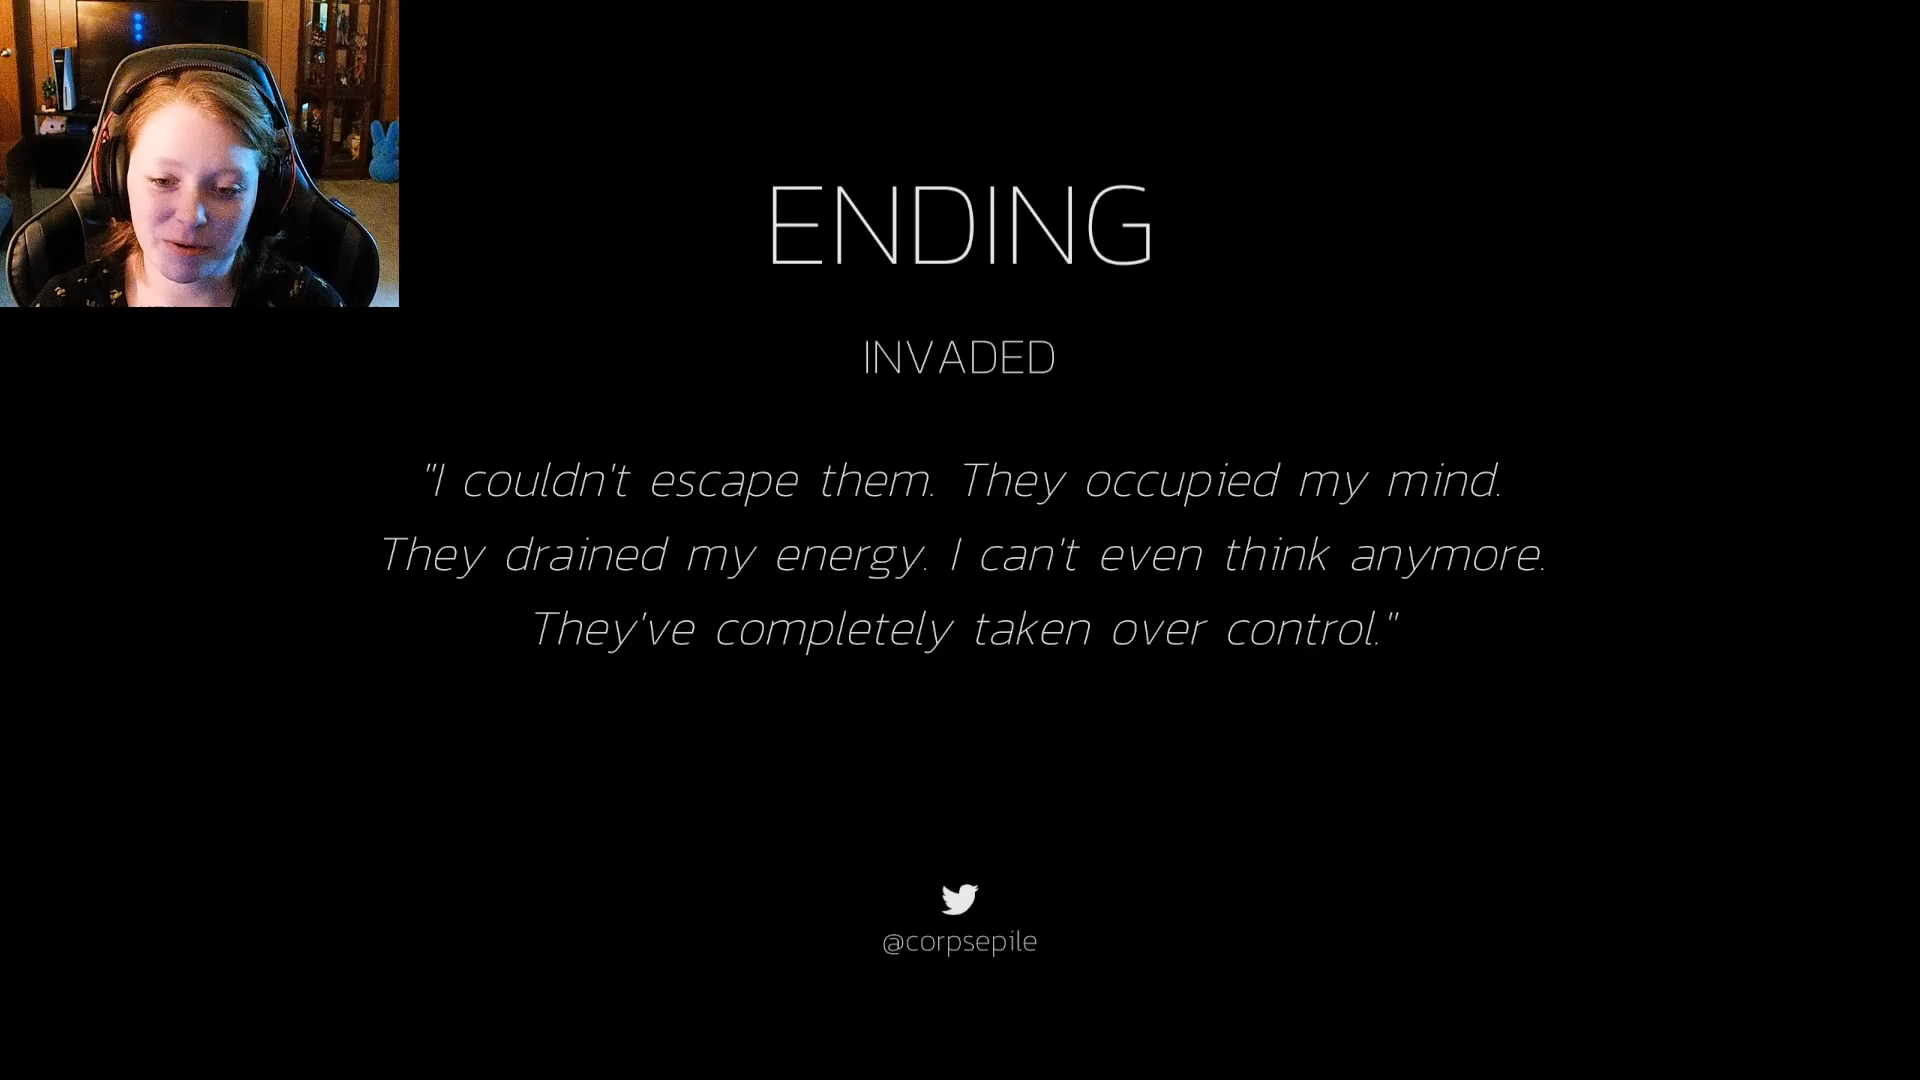 ENDING
INVADED
"I couldn't escape them. They occupied my mind.
They drained my energy. I can't even think anymore.
They've completely taken over control."
@corpsepile